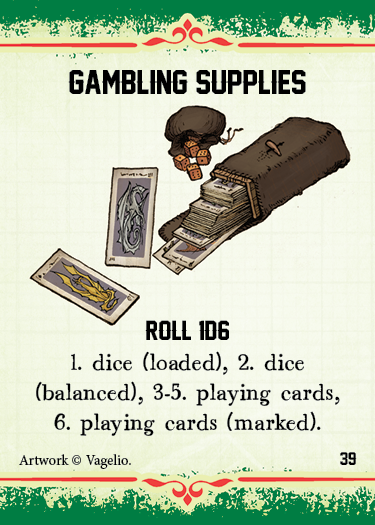 GAMBLING SUPPLIES
ROLL 1D6
1. dice (loaded), 2. dice
(balanced), 3-5. playing cards,
6. playing cards (marked).
Artwork © Vagelio.
39